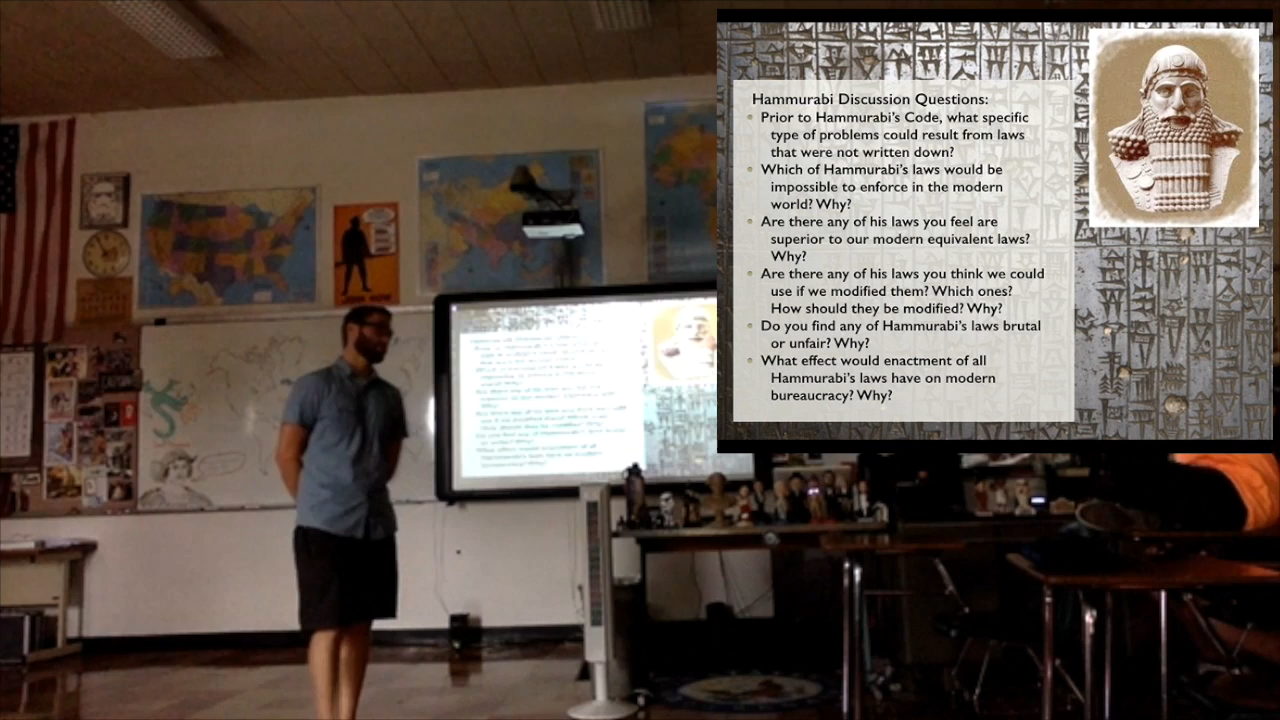 Hammurabi Discussion Questions:
Prior to Hammurabi's Code, what specific
type of problems could result from laws
that were not written down?
Which of Hammurabi's laws would be
impossible to enforce in the modern
world? Why?
Are there any of his laws you feel are
superior to our modern equivalent laws?
Why?
Are there any of his laws you think we could
use if we modified them? Which ones?
How should they be modified? Why?
Do you find any of Hammurabi's laws brutal
or unfair? Why?
What effect would enactment of all
Hammurabi's laws have on modern
bureaucracy? Why?